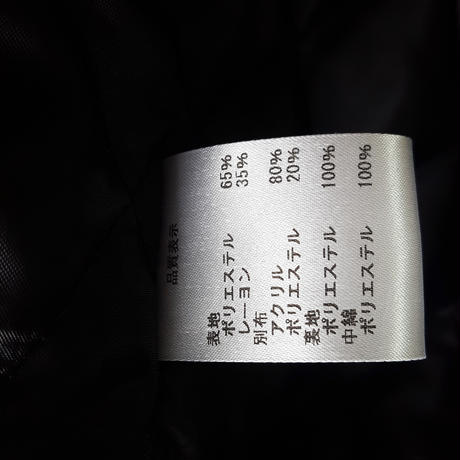 品質表示
表地
ポリエステル 65%
レーヨン 35%
別布
アクリル 80%
ポリエステル 20%
裏地
ポリエステル 100%
中綿
ポリエステル 100%